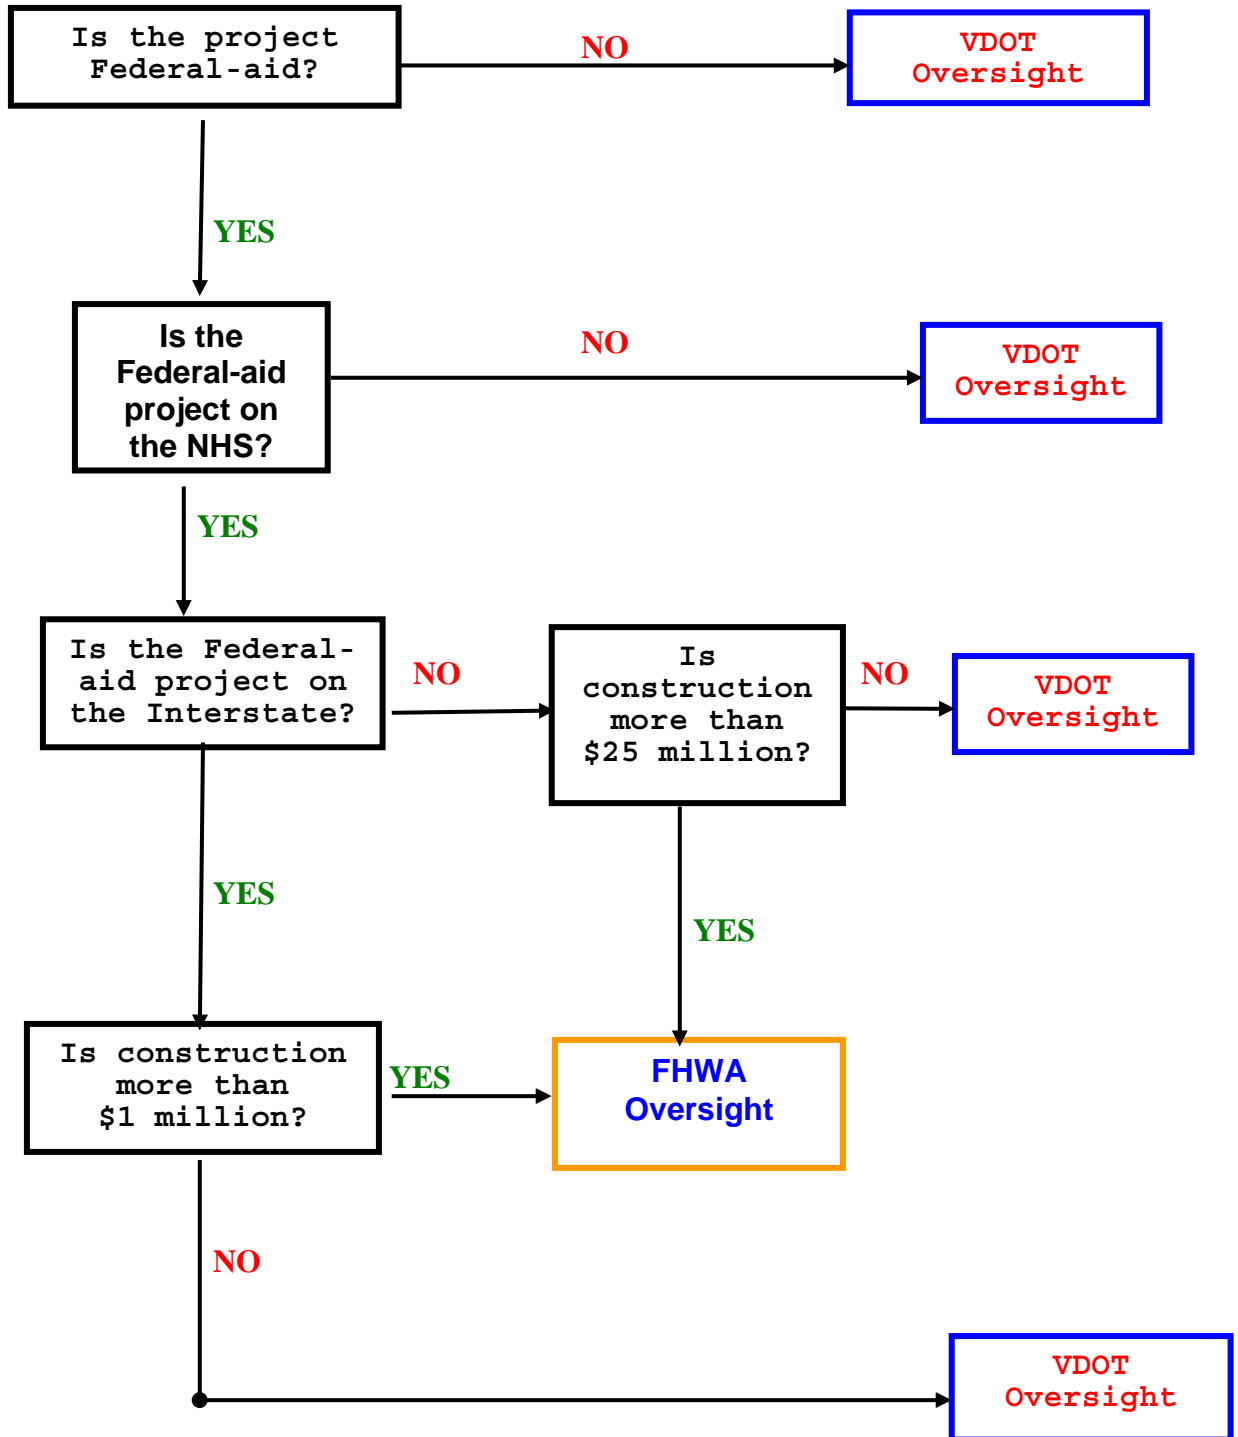 Is the project
Federal-aid?
NO
VDOT
Oversight
YES
Is the
Federal-aid
project on
the NHS?
NO
VDOT
Oversight
YES
Is the Federal-
aid project on
the Interstate?
NO
Is
construction
more than
$25 million?
NO
VDOT
Oversight
YES
YES
Is construction
more than
$1 million?
YES
FHWA
Oversight
NO
VDOT
Oversight